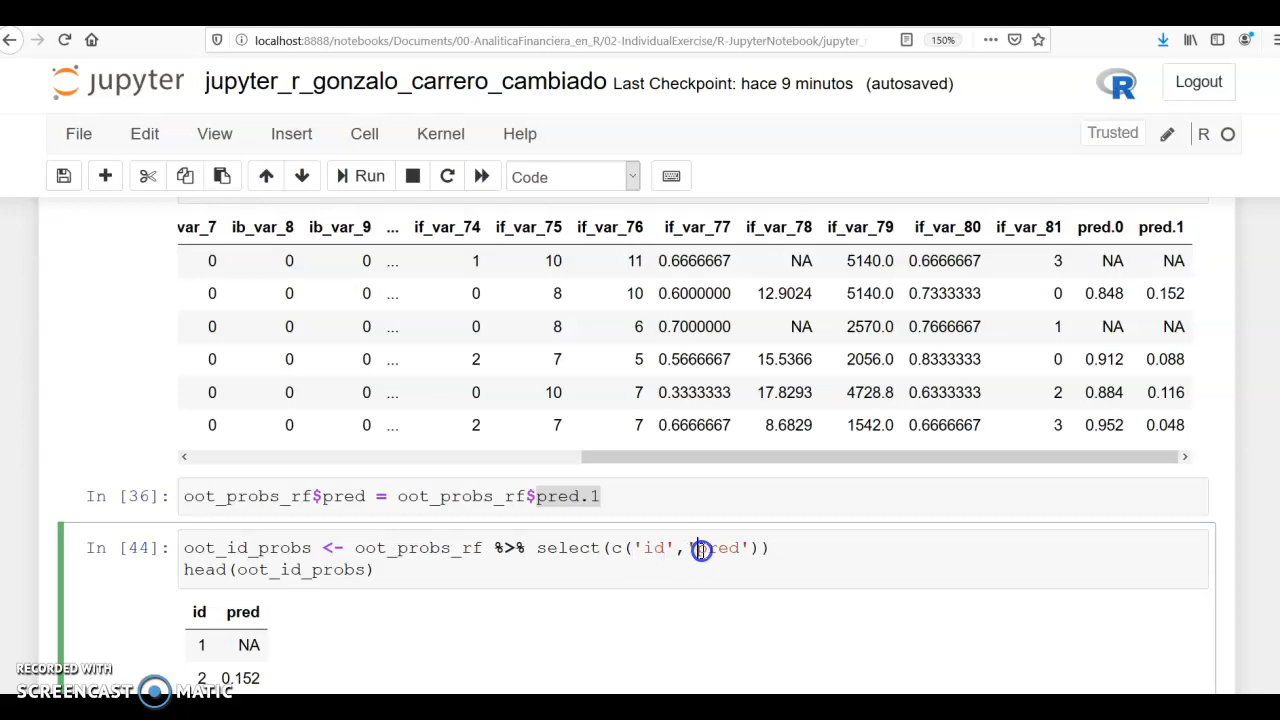 localhost:8888/notebooks/Documents/00-AnaliticaFinanciera_en_R/02-IndividualExercise/R-JupyterNotebook/jupyter_r 150%
jupyter jupyter_r_gonzalo_carrero_cambiado Last Checkpoint: hace 9 minutos (autosaved) R Logout
File Edit View Insert Cell Kernel Help Trusted R
Run Code
var_7 ib_var_8 ib_var_9 ... if_var_74 if_var_75 if_var_76 if_var_77 if_var_78 if_var_79 if_var_80 if_var_81 pred.0 pred.1
0 0 0 ... 1 10 11 0.6666667 NA 5140.0 0.6666667 3 NA NA
0 0 0 ... 0 8 10 0.6000000 12.9024 5140.0 0.7333333 0 0.848 0.152
0 0 0 ... 0 8 6 0.7000000 NA 2570.0 0.7666667 1 NA NA
0 0 0 ... 2 7 5 0.5666667 15.5366 2056.0 0.8333333 0 0.912 0.088
0 0 0 ... 0 10 7 0.3333333 17.8293 4728.8 0.6333333 2 0.884 0.116
0 0 0 ... 2 7 7 0.6666667 8.6829 1542.0 0.6666667 3 0.952 0.048
In [36]: oot_probs_rf$pred = oot_probs_rf$pred.1
In [44]: oot_id_probs <- oot_probs_rf %>% select(c('id','pred'))
head(oot_id_probs)
id pred
1 NA
2 0.152
RECORDED WITH
SCREENCAST MATIC